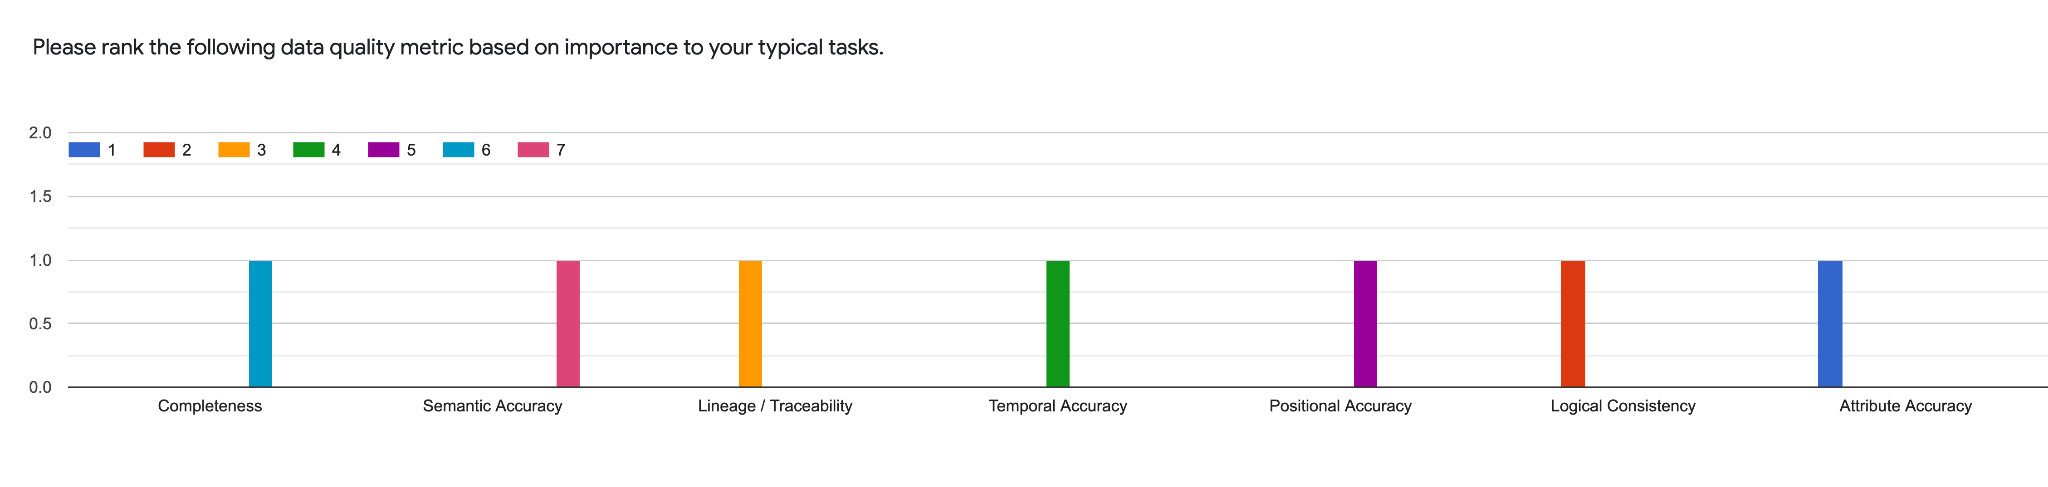 Please rank the following data quality metric based on importance to your typical tasks.
2.0
1 2 3 4 5 6 7
1.5
1.0
0.5
0.0
Completeness Semantic Accuracy Lineage / Traceability Temporal Accuracy Positional Accuracy Logical Consistency Attribute Accuracy